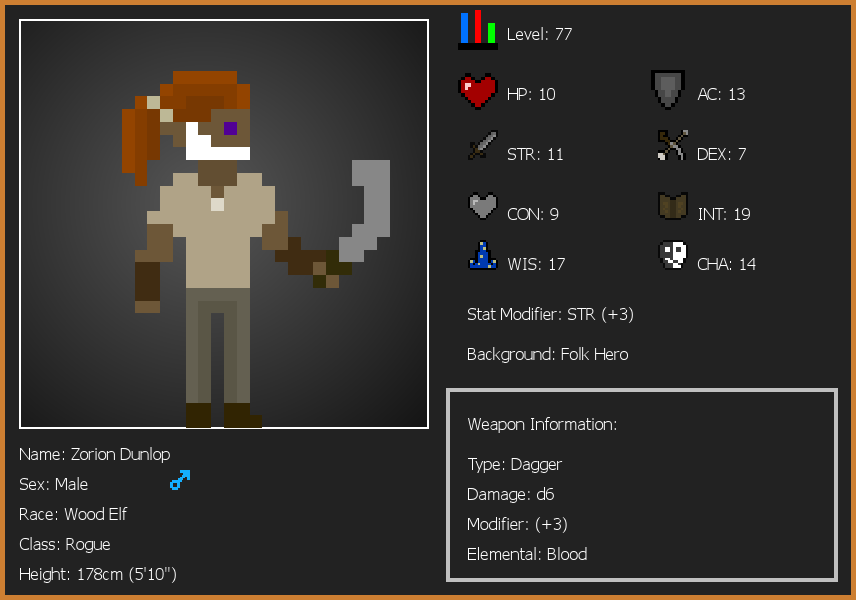 Level: 77
HP: 10
AC: 13
STR: 11
DEX: 7
CON: 9
INT: 19
WIS: 17
CHA: 14
Stat Modifier: STR (+3)
Background: Folk Hero
Weapon Information:
Type: Dagger
Damage: d6
Modifier: (+3)
Elemental: Blood
Name: Zorion Dunlop
Sex: Male
Race: Wood Elf
Class: Rogue
Height: 178cm (5'10")